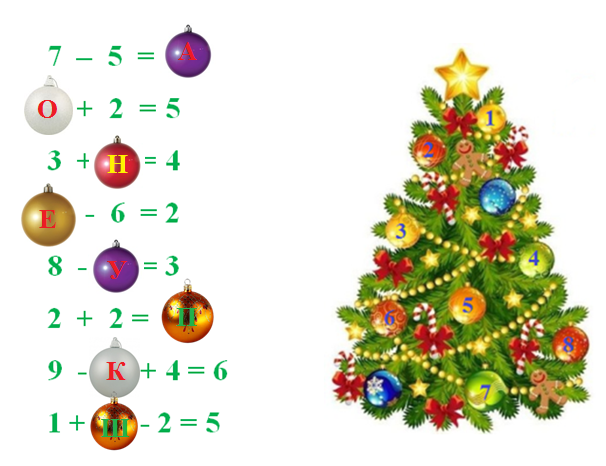 7 – 5 = А
О + 2 = 5
3 + Н = 4
Е - 6 = 2
8 - У = 3
2 + 2 = П
9 - К + 4 = 6
1 + Ш - 2 = 5
1
2
3
4
5
6
8
7